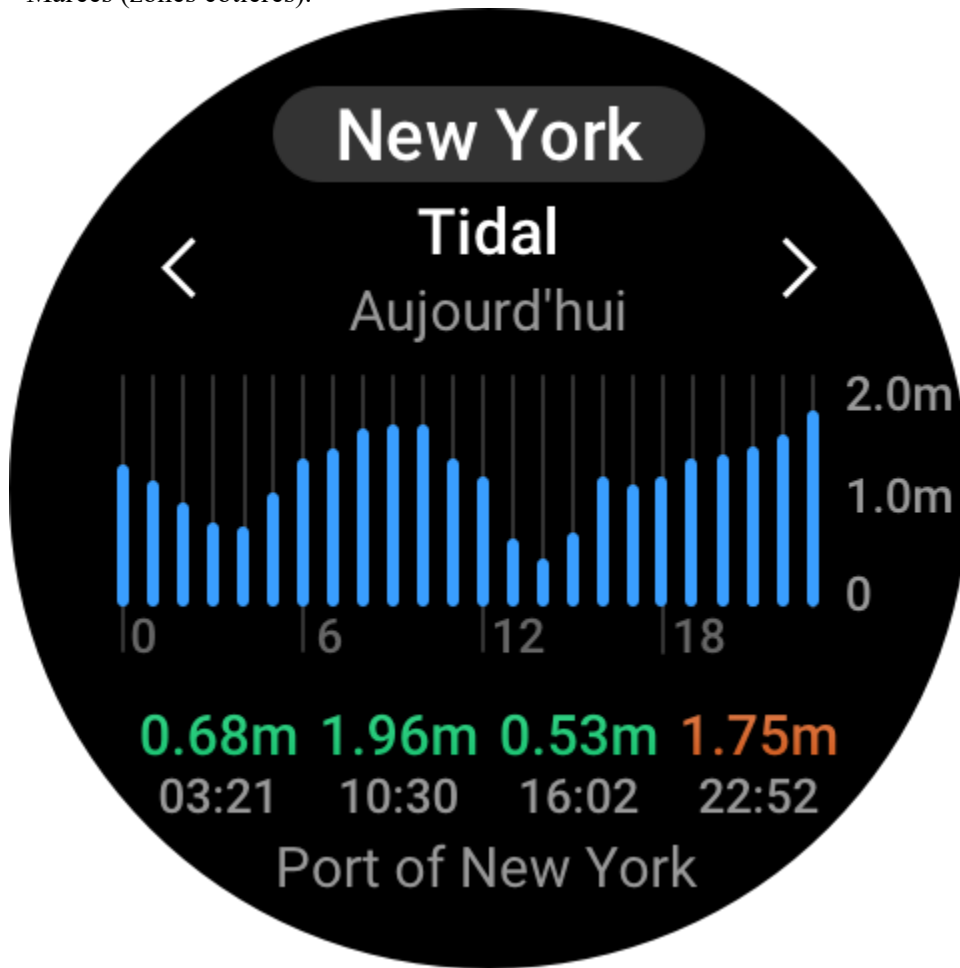 Marées (zones côtières).
New York
Tidal
Aujourd'hui
2.0m
1.0m
0
0 6 12 18
0.68m 1.96m 0.53m 1.75m
03:21 10:30 16:02 22:52
Port of New York